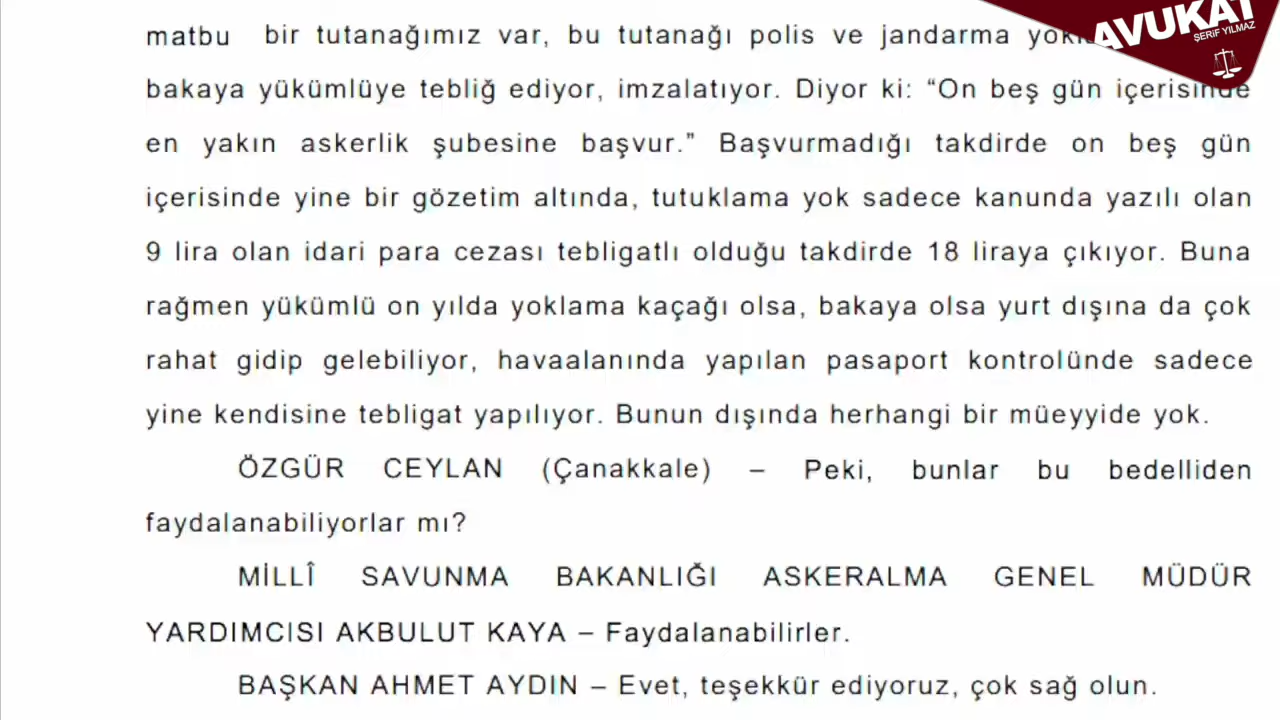 AVUKAT
ŞERİF YILMAZ
matbu bir tutanağımız var, bu tutanağı polis ve jandarma
bakaya yükümlüye tebliğ ediyor, imzalatıyor. Diyor ki: “On beş gün içerisinde
en yakın askerlik şubesine başvur.” Başvurmadığı takdirde on beş gün
içerisinde yine bir gözetim altında, tutuklama yok sadece kanunda yazılı olan
9 lira olan idari para cezası tebligatlı olduğu takdirde 18 liraya çıkıyor. Buna
rağmen yükümlü on yılda yoklama kaçağı olsa, bakaya olsa yurt dışına da çok
rahat gidip gelebiliyor, havaalanında yapılan pasaport kontrolünde sadece
yine kendisine tebligat yapılıyor. Bunun dışında herhangi bir müeyyide yok.
ÖZGÜR CEYLAN (Çanakkale) – Peki, bunlar bu bedelliden
faydalanabiliyorlar mı?
MİLLÎ SAVUNMA BAKANLIĞI ASKERALMA GENEL MÜDÜR
YARDIMCISI AKBULUT KAYA – Faydalanabilirler.
BAŞKAN AHMET AYDIN – Evet, teşekkür ediyoruz, çok sağ olun.